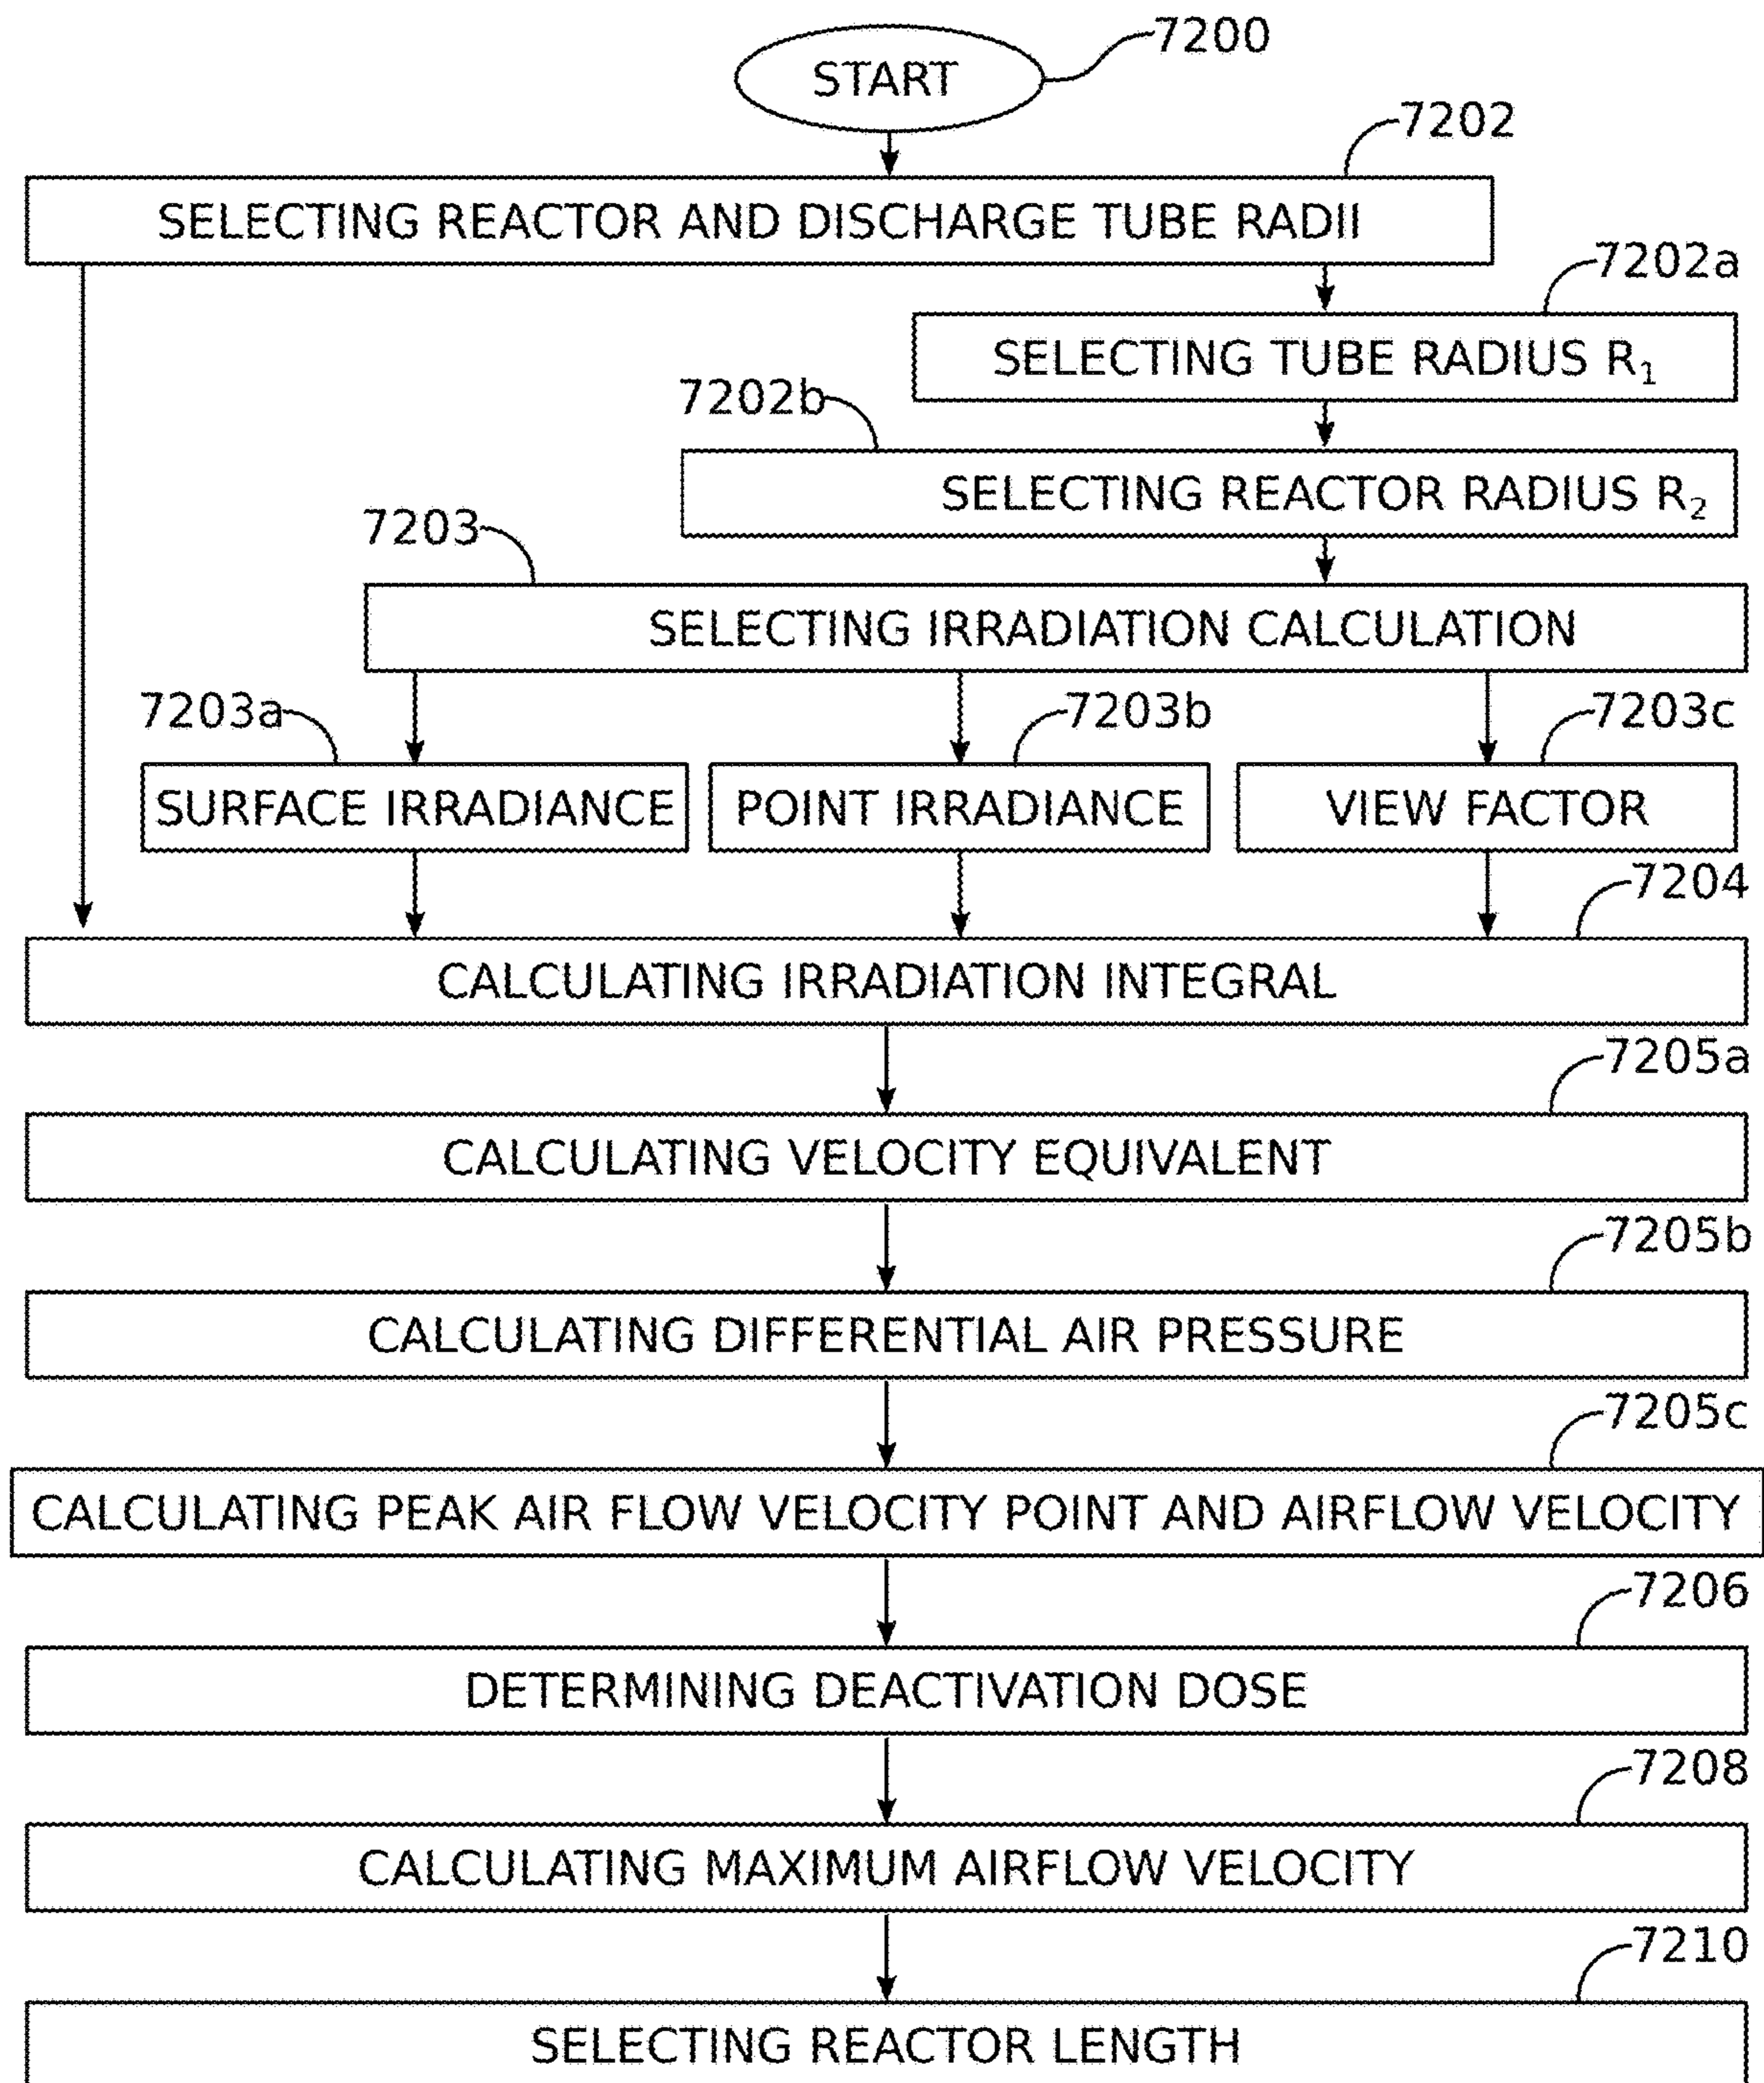 7200
START
7202
SELECTING REACTOR AND DISCHARGE TUBE RADII
7202a
SELECTING TUBE RADIUS R₁
7202b
SELECTING REACTOR RADIUS R₂
7203
SELECTING IRRADIATION CALCULATION
7203a
7203b
7203c
SURFACE IRRADIANCE
POINT IRRADIANCE
VIEW FACTOR
7204
CALCULATING IRRADIATION INTEGRAL
7205a
CALCULATING VELOCITY EQUIVALENT
7205b
CALCULATING DIFFERENTIAL AIR PRESSURE
7205c
CALCULATING PEAK AIR FLOW VELOCITY POINT AND AIRFLOW VELOCITY
7206
DETERMINING DEACTIVATION DOSE
7208
CALCULATING MAXIMUM AIRFLOW VELOCITY
7210
SELECTING REACTOR LENGTH